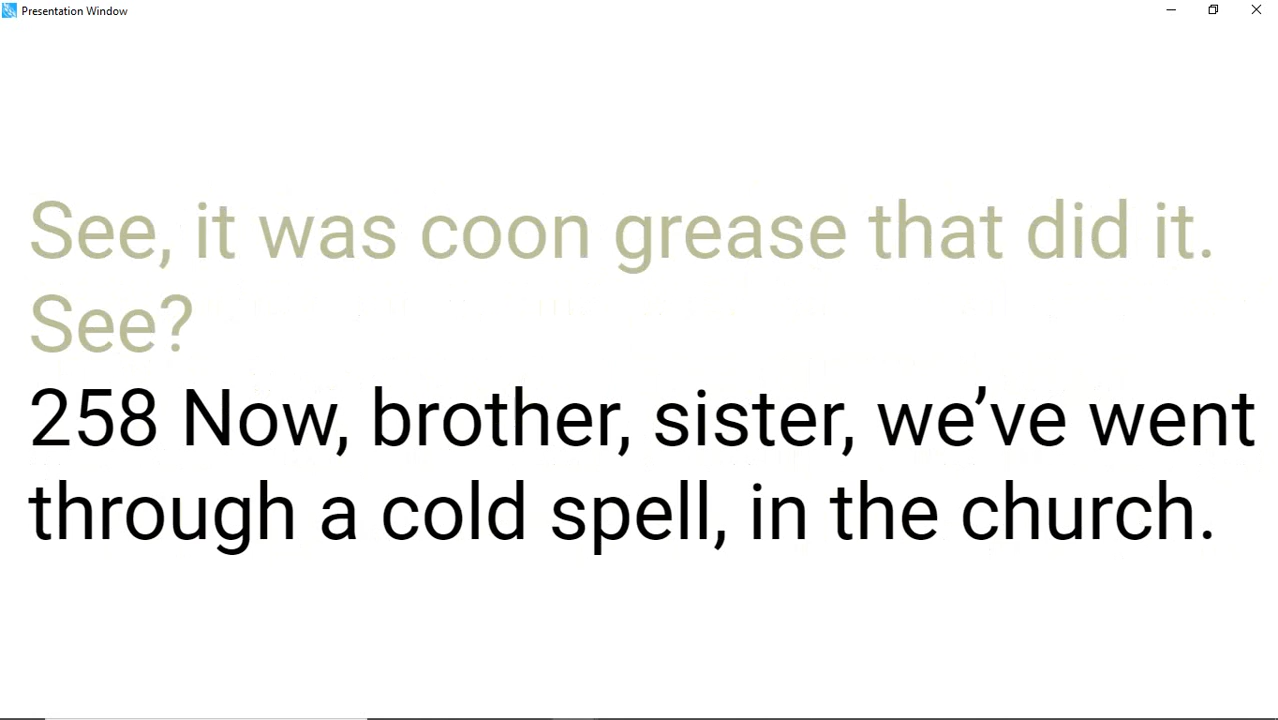 Presentation Window
See, it was coon grease that did it.
See?
258 Now, brother, sister, we’ve went
through a cold spell, in the church.